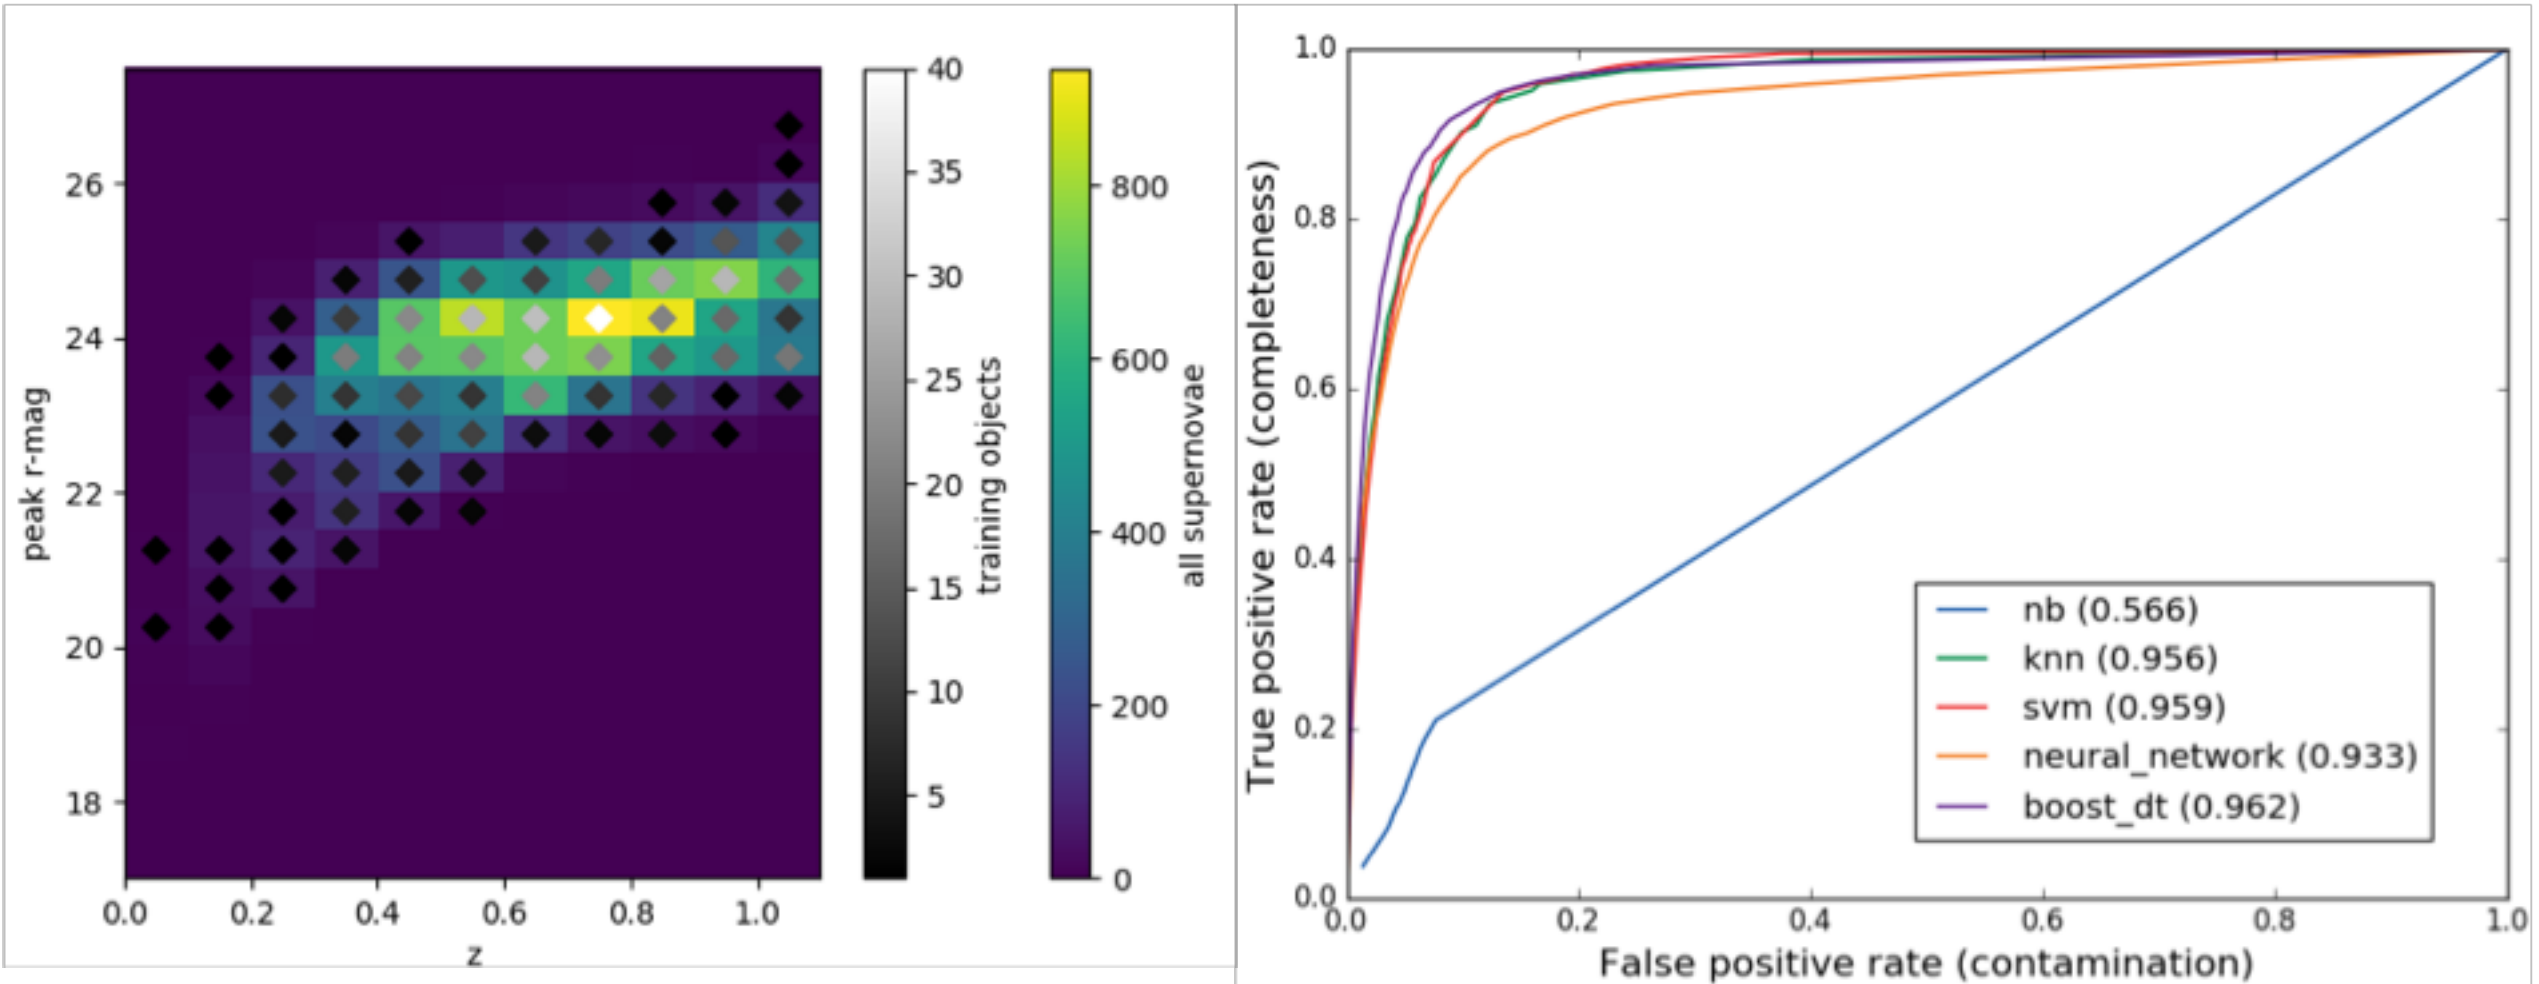 26
24
22
20
18
peak r-mag
0.0 0.2 0.4 0.6 0.8 1.0
z
40
35
30
25
20
15
10
5
training objects
800
600
400
200
0
all supernovae
1.0
0.8
0.6
0.4
0.2
0.0
True positive rate (completeness)
nb (0.566)
knn (0.956)
svm (0.959)
neural_network (0.933)
boost_dt (0.962)
0.0 0.2 0.4 0.6 0.8 1.0
False positive rate (contamination)